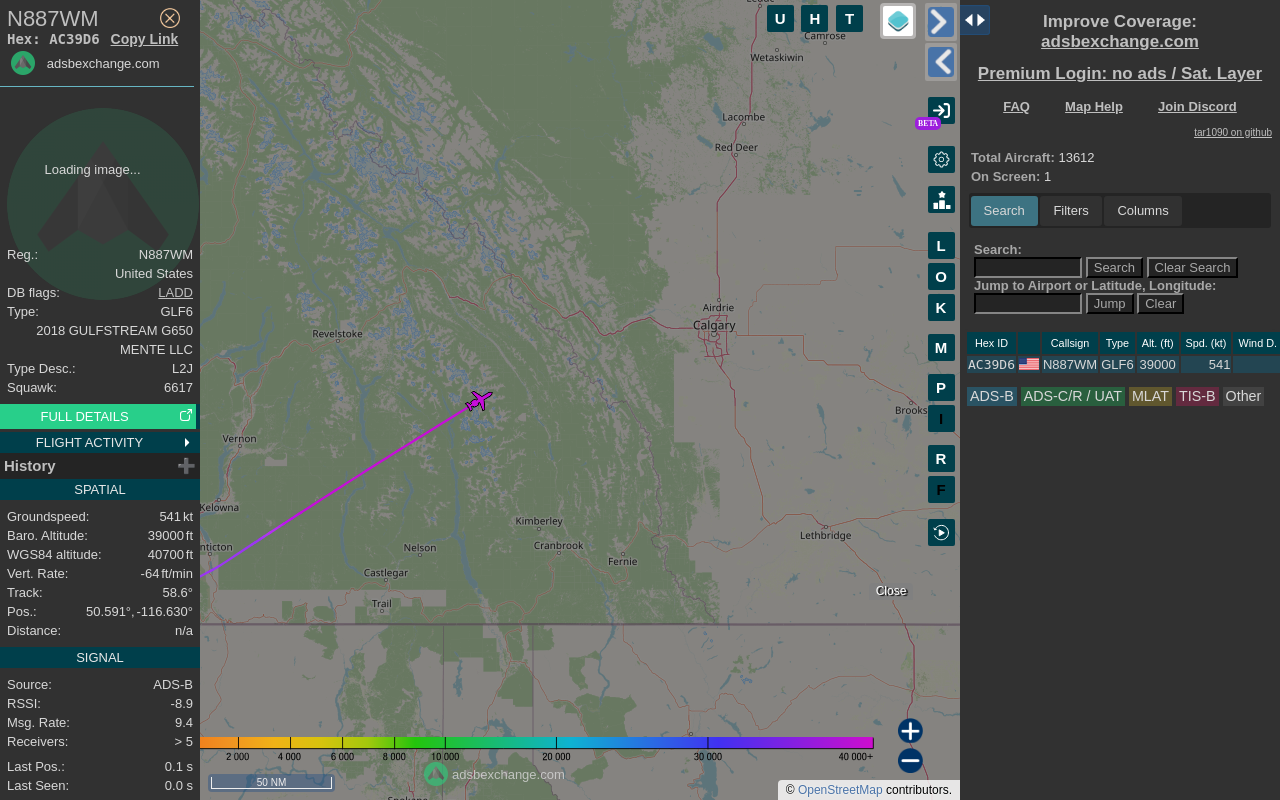 N887WM
Hex: AC39D6 Copy Link
adsbexchange.com
Loading image...
Reg.: N887WM
United States
DB flags: LADD
Type: GLF6
2018 GULFSTREAM G650
MENTE LLC
Type Desc.: L2J
Squawk: 6617
FULL DETAILS
FLIGHT ACTIVITY
History
SPATIAL
Groundspeed: 541 kt
Baro. Altitude: 39000 ft
WGS84 altitude: 40700 ft
Vert. Rate: -64 ft/min
Track: 58.6°
Pos.: 50.591°, -116.630°
Distance: n/a
SIGNAL
Source: ADS-B
RSSI: -8.9
Msg. Rate: 9.4
Receivers: > 5
Last Pos.: 0.1 s
Last Seen: 0.0 s
U H T
Camrose
Wetaskiwin
Lacombe
Red Deer
Airdrie
Calgary
Revelstoke
Brooks
Vernon
Kelowna
nticton
Kimberley
Nelson
Cranbrook
Fernie
Lethbridge
Castlegar
Trail
Close
BETA
L
O
K
M
P
I
R
F
2 000 4 000 6 000 8 000 10 000 20 000 30 000 40 000+
adsbexchange.com
50 NM
© OpenStreetMap contributors.
Improve Coverage:
adsbexchange.com
Premium Login: no ads / Sat. Layer
FAQ Map Help Join Discord
tar1090 on github
Total Aircraft: 13612
On Screen: 1
Search Filters Columns
Search:
Search Clear Search
Jump to Airport or Latitude, Longitude:
Jump Clear
Hex ID Callsign Type Alt. (ft) Spd. (kt) Wind D.
AC39D6 N887WM GLF6 39000 541
ADS-B ADS-C/R / UAT MLAT TIS-B Other